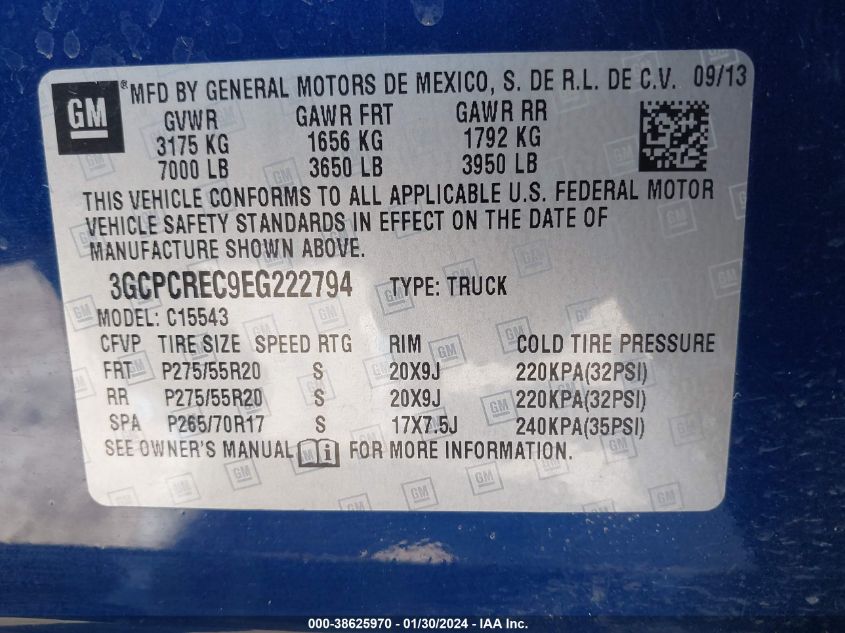 GM ® MFD BY GENERAL MOTORS DE MEXICO, S. DE R.L. DE C.V. 09/13
GVWR GAWR FRT GAWR RR
3175 KG 1656 KG 1792 KG
7000 LB 3650 LB 3950 LB
THIS VEHICLE CONFORMS TO ALL APPLICABLE U.S. FEDERAL MOTOR
VEHICLE SAFETY STANDARDS IN EFFECT ON THE DATE OF
MANUFACTURE SHOWN ABOVE.
3GCPCREC9EG222794 TYPE: TRUCK
MODEL: C15543
CFVP TIRE SIZE SPEED RTG RIM COLD TIRE PRESSURE
FRT P275/55R20 S 20X9J 220KPA(32PSI)
RR P275/55R20 S 20X9J 220KPA(32PSI)
SPA P265/70R17 S 17X7.5J 240KPA(35PSI)
SEE OWNER'S MANUAL i FOR MORE INFORMATION.
000-38625970 - 01/30/2024 - IAA Inc.